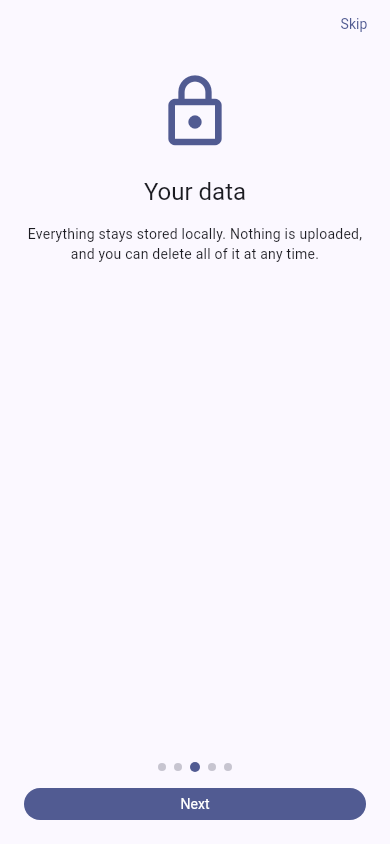 Skip
Your data
Everything stays stored locally. Nothing is uploaded,
and you can delete all of it at any time.
Next